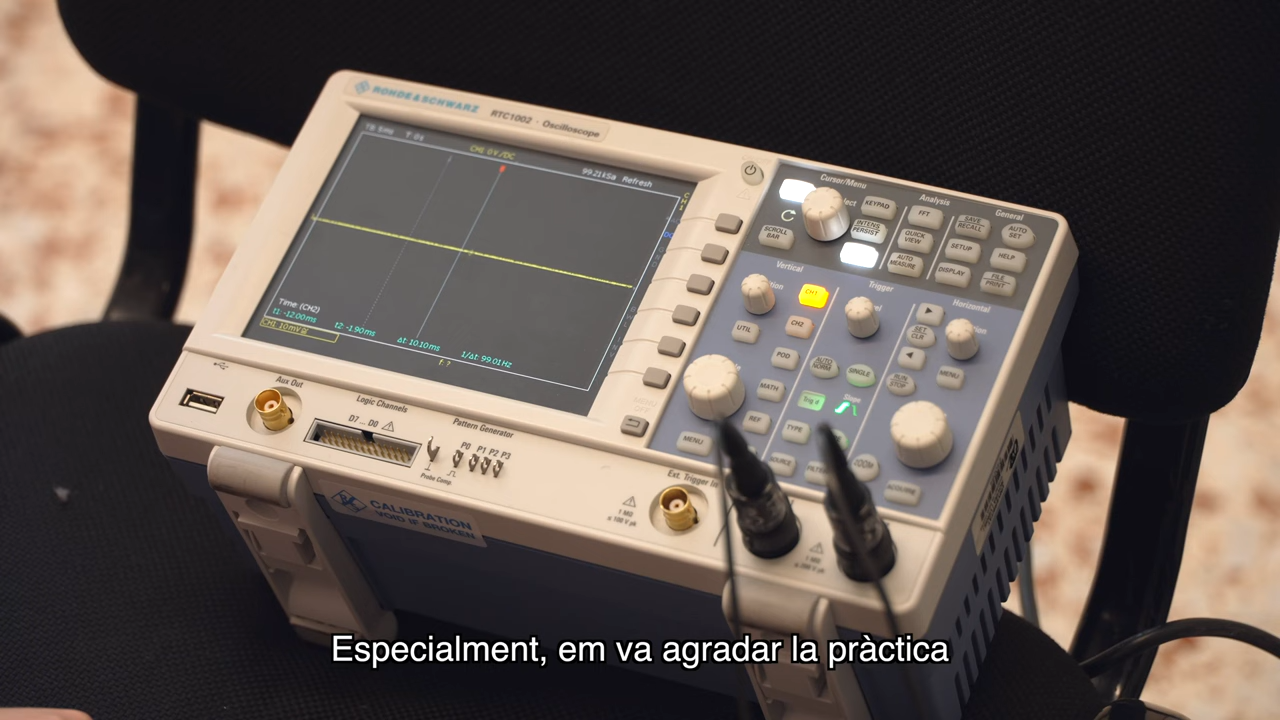 ROHDE&SCHWARZ
RTC1002 · Oscilloscope
CH1: 0 V / DC
99.21kSa Refresh
Time: (CH2)
t1: -12.00ms
t2: -1.90ms
Δt: 10.10ms
1/Δt: 99.01Hz
CH1: 10mV
f: ?
Cursor/Menu
Analysis
General
KEYPAD
FFT
SAVE RECALL
AUTO SET
SCROLL BAR
INTENS PERSIST
QUICK VIEW
SETUP
HELP
AUTO MEASURE
DISPLAY
FILE PRINT
Vertical
Trigger
Horizontal
CH1
CH2
UTIL
POD
MATH
REF
MENU
AUTO NORM
SINGLE
SET CLR
RUN STOP
MENU
Trig'd
Slope
TYPE
SOURCE
FILTER
ZOOM
ACQUIRE
MENU OFF
Aux Out
Logic Channels
D7 ... D0
Pattern Generator
P0 P1 P2 P3
Probe Comp.
Ext. Trigger In
CALIBRATION
VOID IF BROKEN
Especialment, em va agradar la pràctica